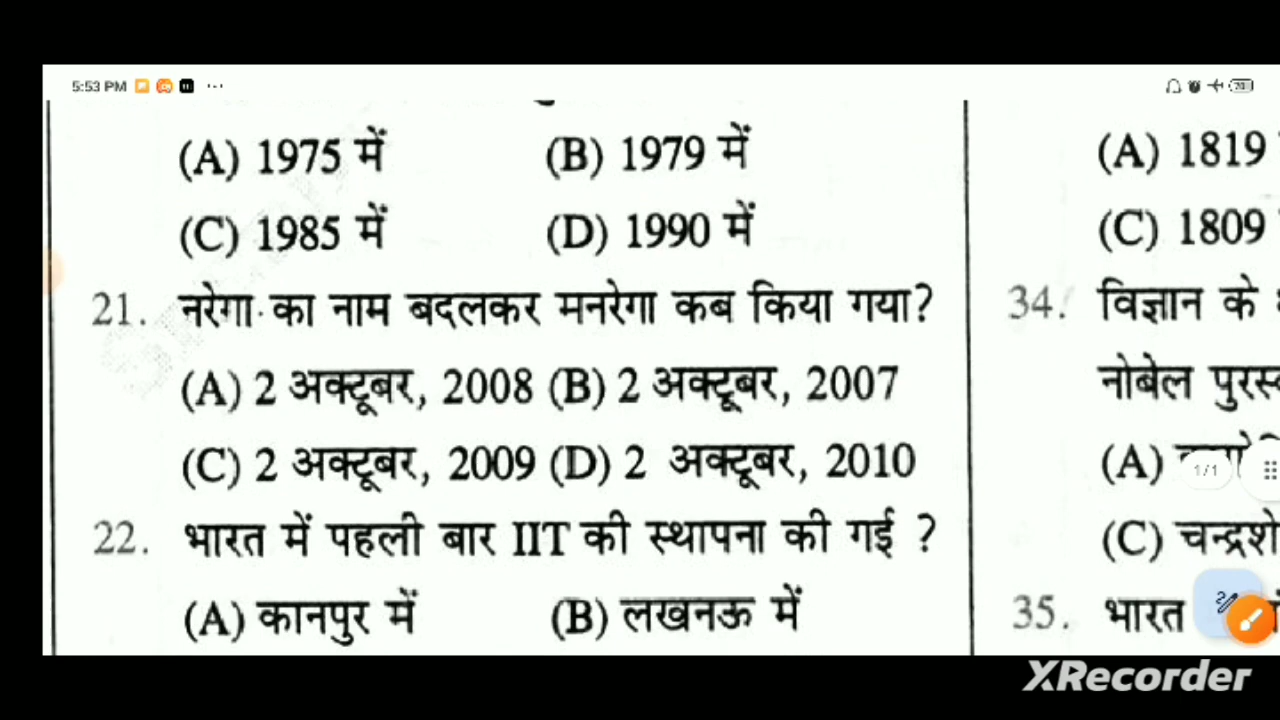 5:53 PM
(A) 1975 में (B) 1979 में
(C) 1985 में (D) 1990 में
21. नरेगा का नाम बदलकर मनरेगा कब किया गया?
(A) 2 अक्टूबर, 2008 (B) 2 अक्टूबर, 2007
(C) 2 अक्टूबर, 2009 (D) 2 अक्टूबर, 2010
22. भारत में पहली बार IIT की स्थापना की गई ?
(A) कानपुर में (B) लखनऊ में
(A) 1819
(C) 1809
34. विज्ञान के
नोबेल
(A)
1/1
(C)
35. भारत
XRecorder